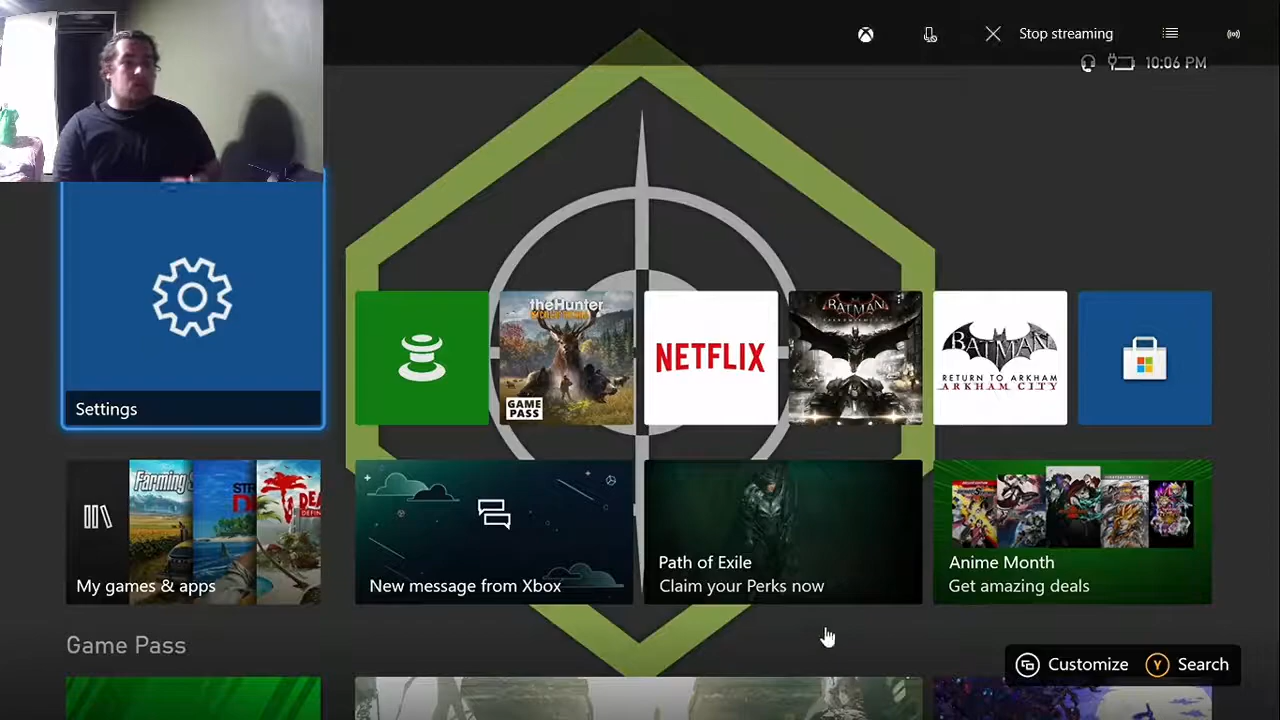 Stop streaming
10:06 PM
Settings
theHunter
GAME
PASS
NETFLIX
BATMAN
BATMAN
RETURN TO ARKHAM
ARKHAM CITY
My games & apps
Farming
New message from Xbox
Path of Exile
Claim your Perks now
Anime Month
Get amazing deals
Game Pass
Customize
Y
Search